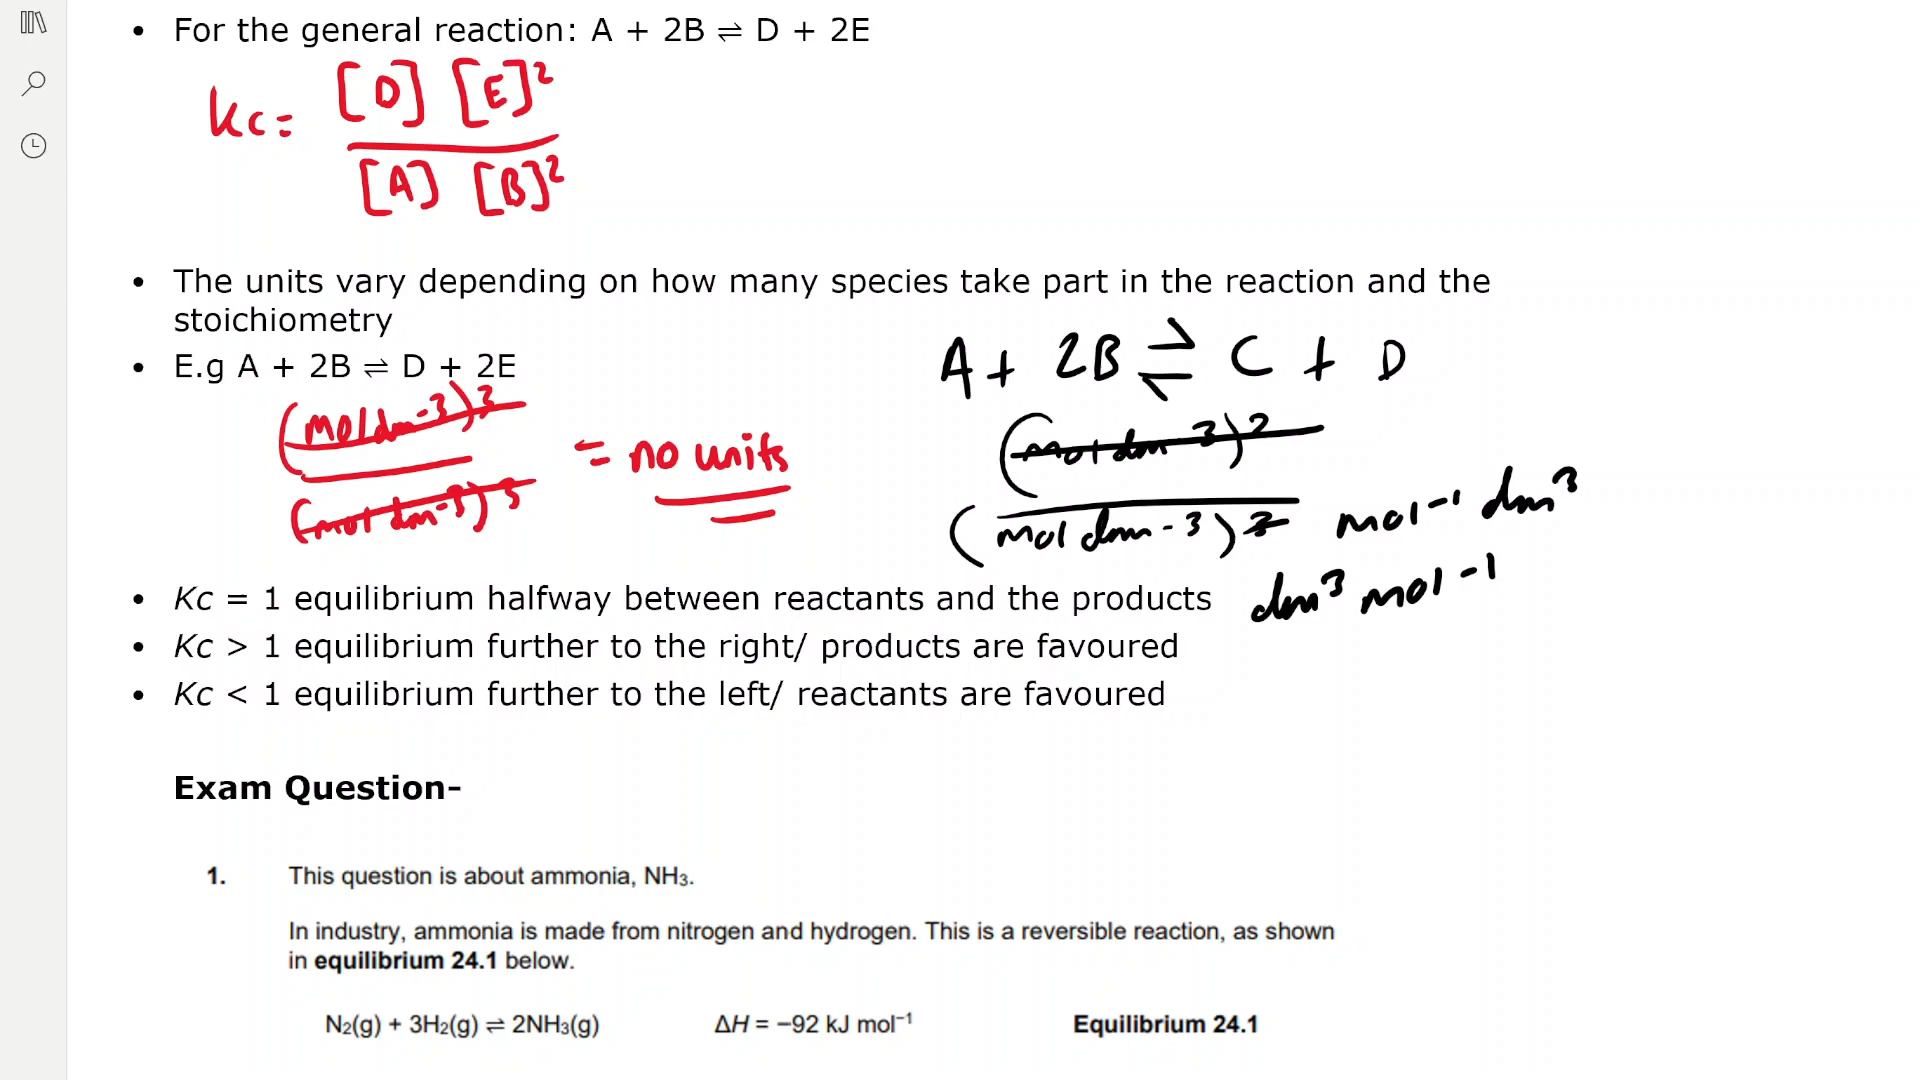 • For the general reaction: A + 2B ⇌ D + 2E
kc = [D] [E]²
[A] [B]²
• The units vary depending on how many species take part in the reaction and the
stoichiometry
A + 2B ⇌ C + D
• E.g A + 2B ⇌ D + 2E
(mol dm-3)3
(mol dm-3)3
= no units
(mol dm-3)2
(mol dm-3)3
mol-1 dm3
• Kc = 1 equilibrium halfway between reactants and the products
dm3 mol-1
• Kc > 1 equilibrium further to the right/ products are favoured
• Kc < 1 equilibrium further to the left/ reactants are favoured
Exam Question-
1. This question is about ammonia, NH₃.
In industry, ammonia is made from nitrogen and hydrogen. This is a reversible reaction, as shown
in equilibrium 24.1 below.
N₂(g) + 3H₂(g) ⇌ 2NH₃(g) ΔH = −92 kJ mol⁻¹ Equilibrium 24.1